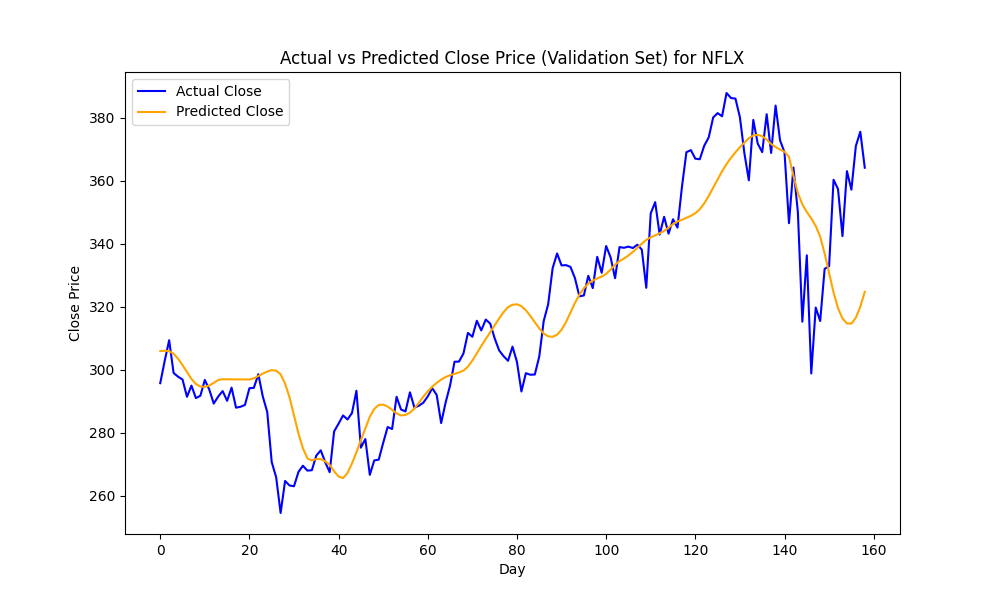 Actual vs Predicted Close Price (Validation Set) for NFLX
Actual Close
Predicted Close
Close Price
380
360
340
320
300
280
260
0 20 40 60 80 100 120 140 160
Day